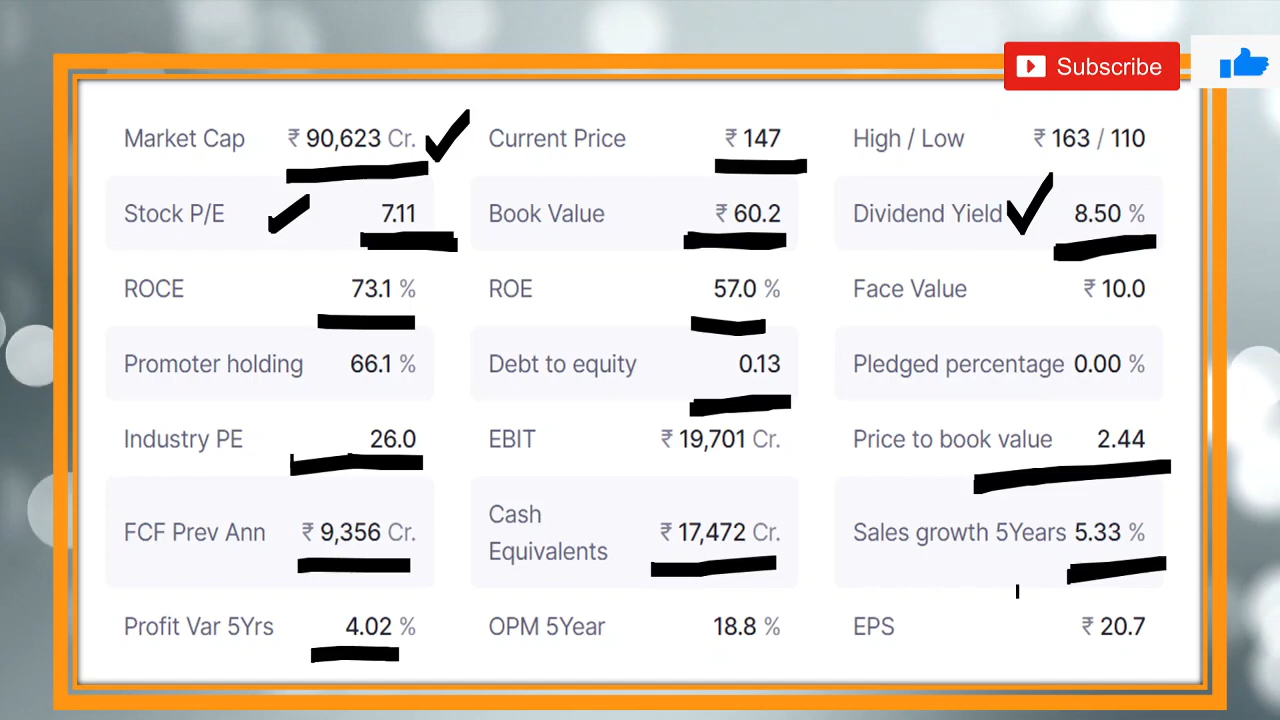 Subscribe
Market Cap ₹ 90,623 Cr. Current Price ₹ 147 High / Low ₹ 163 / 110
Stock P/E 7.11 Book Value ₹ 60.2 Dividend Yield 8.50 %
ROCE 73.1 % ROE 57.0 % Face Value ₹ 10.0
Promoter holding 66.1 % Debt to equity 0.13 Pledged percentage 0.00 %
Industry PE 26.0 EBIT ₹ 19,701 Cr. Price to book value 2.44
FCF Prev Ann ₹ 9,356 Cr. Cash Equivalents ₹ 17,472 Cr. Sales growth 5Years 5.33 %
Profit Var 5Yrs 4.02 % OPM 5Year 18.8 % EPS ₹ 20.7